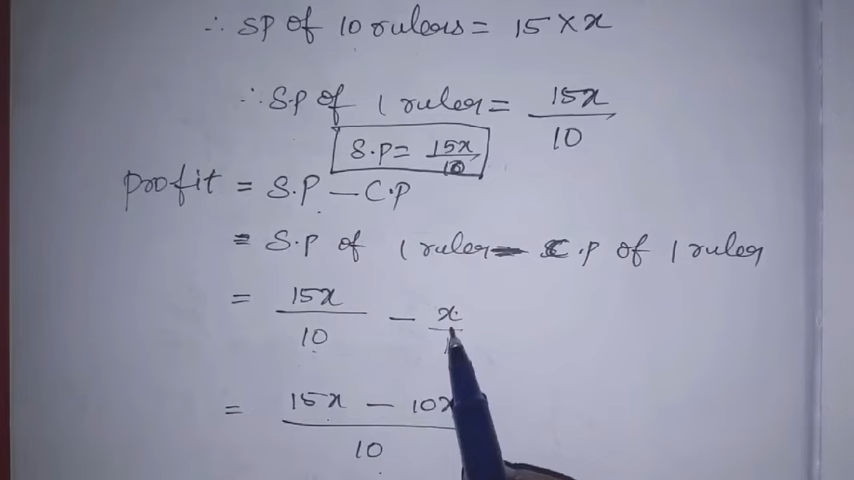 ∴ SP of 10 rulers = 15 × x
∴ S.P of 1 ruler = 15x/10
S.P = 15x/10
Profit = S.P — C.P
= S.P of 1 ruler — C.P of 1 ruler
= 15x/10 — x/1
= 15x — 10x/10